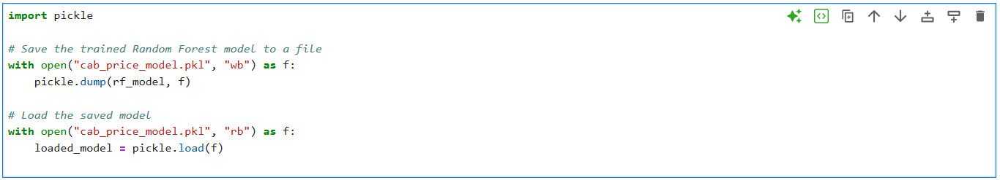 import pickle

# Save the trained Random Forest model to a file
with open("cab_price_model.pkl", "wb") as f:
    pickle.dump(rf_model, f)

# Load the saved model
with open("cab_price_model.pkl", "rb") as f:
    loaded_model = pickle.load(f)